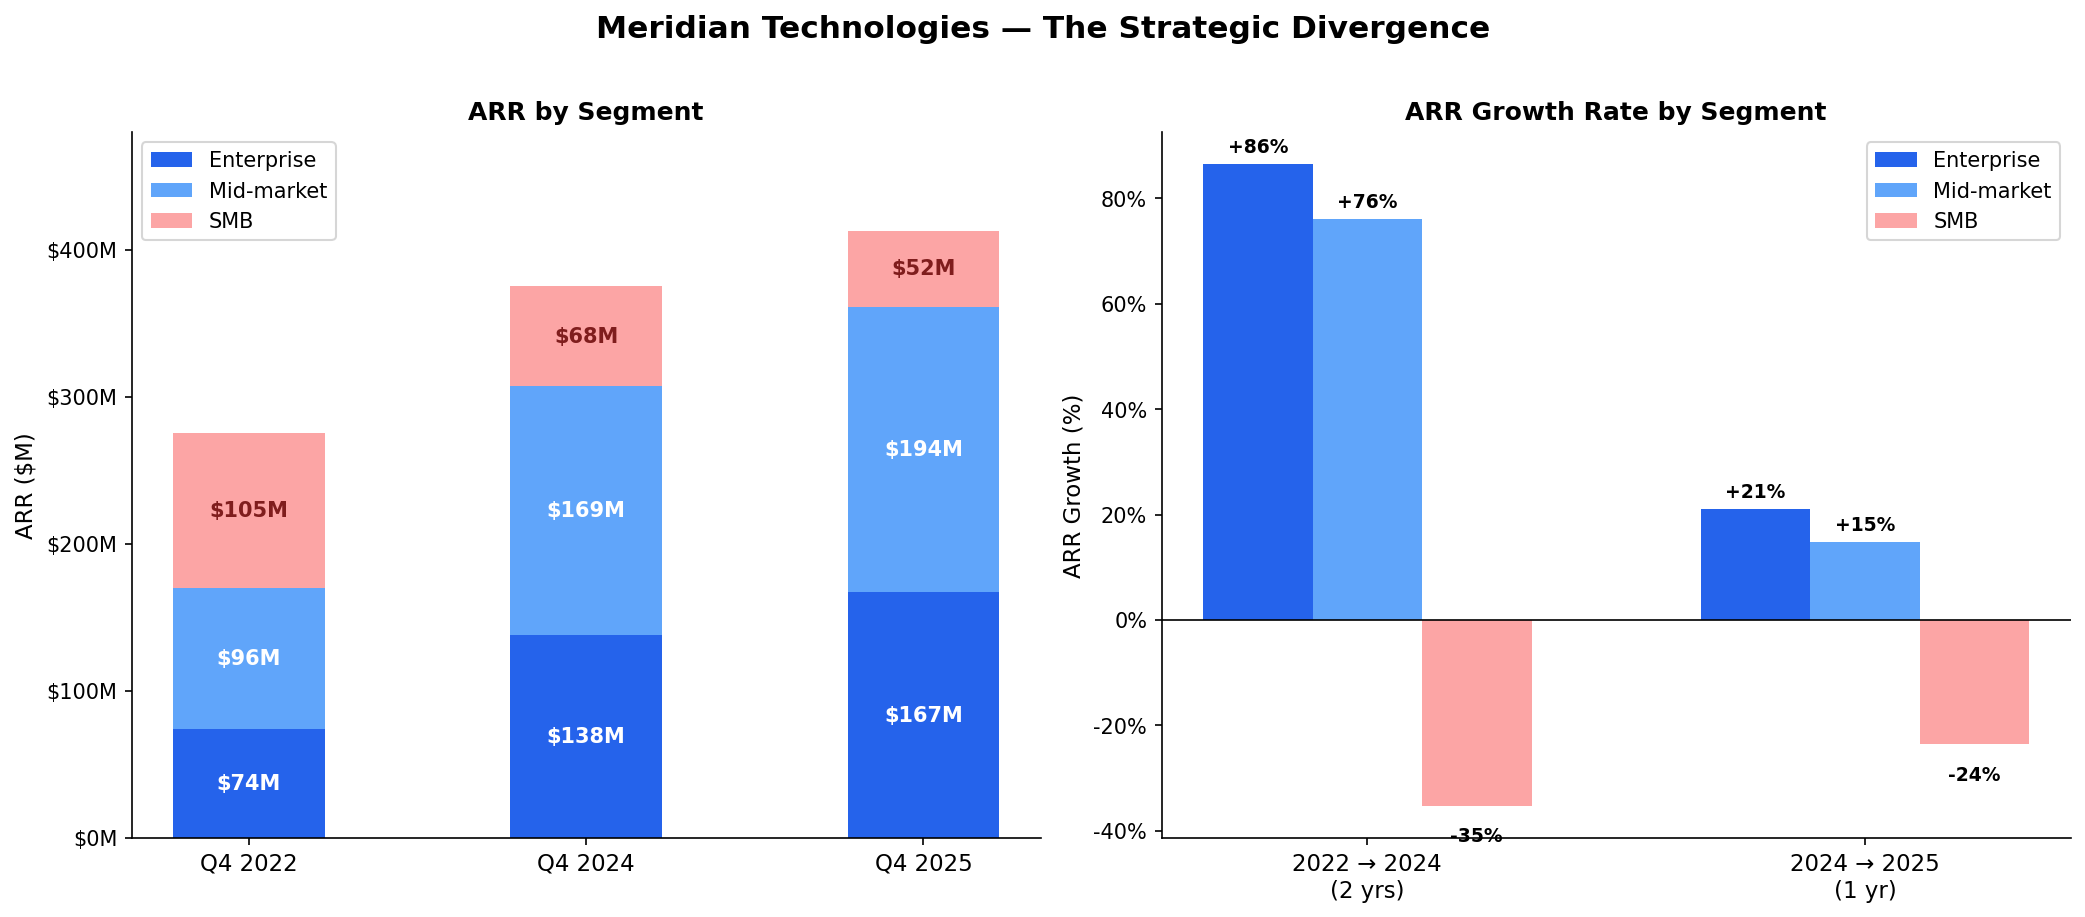 Meridian Technologies — The Strategic Divergence
ARR by Segment
Enterprise
Mid-market
SMB
ARR ($M)
$400M
$300M
$200M
$100M
$0M
$105M
$96M
$74M
$68M
$169M
$138M
$52M
$194M
$167M
Q4 2022
Q4 2024
Q4 2025
ARR Growth Rate by Segment
Enterprise
Mid-market
SMB
ARR Growth (%)
80%
60%
40%
20%
0%
-20%
-40%
+86%
+76%
-35%
+21%
+15%
-24%
2022 → 2024
(2 yrs)
2024 → 2025
(1 yr)